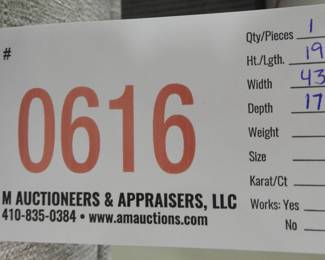 #
0616
M AUCTIONEERS & APPRAISERS, LLC
410-835-0384 • www.amauctions.com
Qty/Pieces 1
Ht./Lgth. 19
Width 43
Depth 17
Weight
Size
Karat/Ct
Works: Yes
No